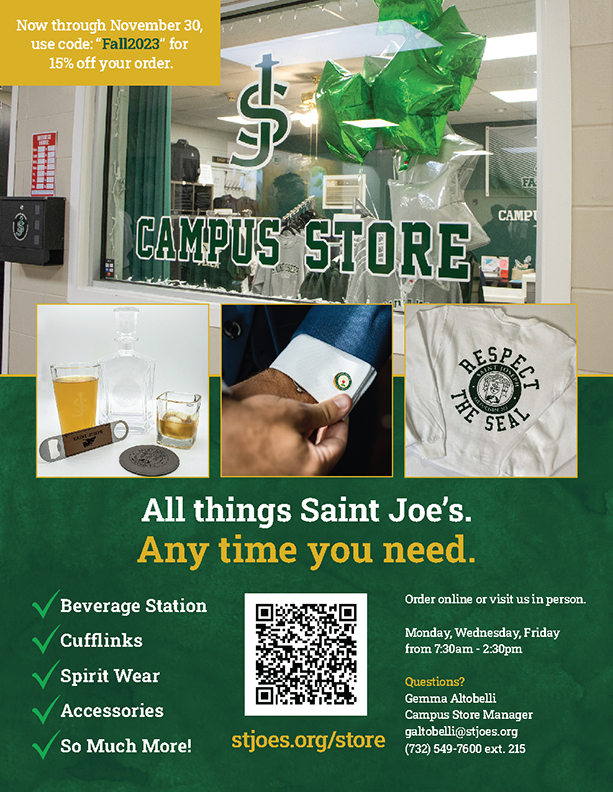 Now through November 30,
use code: “Fall2023” for
15% off your order.
SJ
CAMPUS STORE
CAMPU
RESPECT
SAINT JOSEPH
THE SEAL
All things Saint Joe’s.
Any time you need.
Beverage Station
Cufflinks
Spirit Wear
Accessories
So Much More!
stjoes.org/store
Order online or visit us in person.
Monday, Wednesday, Friday
from 7:30am - 2:30pm
Questions?
Gemma Altobelli
Campus Store Manager
galtobelli@stjoes.org
(732) 549-7600 ext. 215